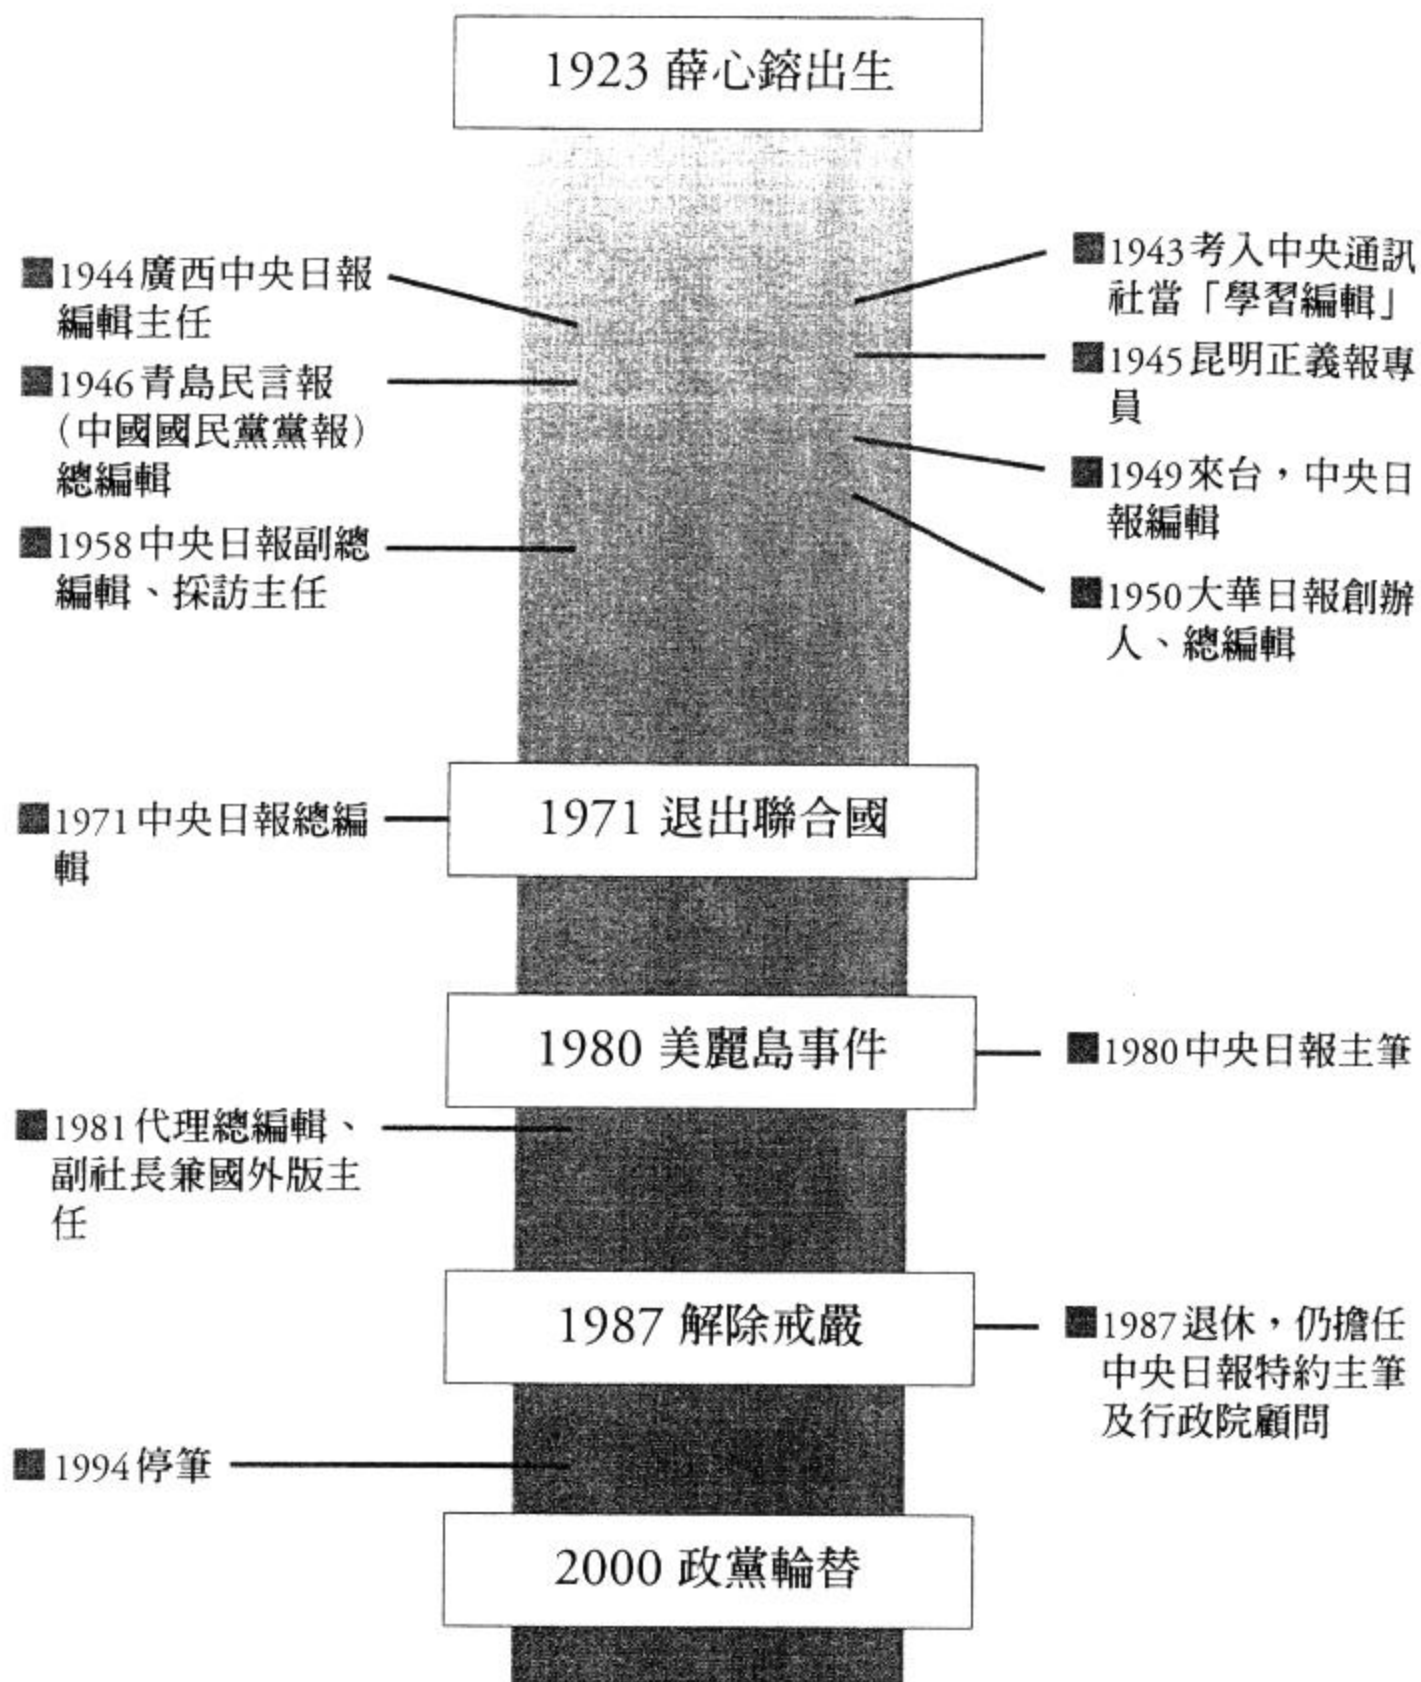 1923 薛心鎔出生
1944廣西中央日報
編輯主任
1946青島民言報
（中國國民黨黨報）
總編輯
1958中央日報副總
編輯、採訪主任
1943考入中央通訊
社當「學習編輯」
1945昆明正義報專
員
1949來台，中央日
報編輯
1950大華日報創辦
人、總編輯
1971中央日報總編
輯
1971 退出聯合國
1980 美麗島事件
1980中央日報主筆
1981代理總編輯、
副社長兼國外版主
任
1987 解除戒嚴
1987退休，仍擔任
中央日報特約主筆
及行政院顧問
1994停筆
2000 政黨輪替